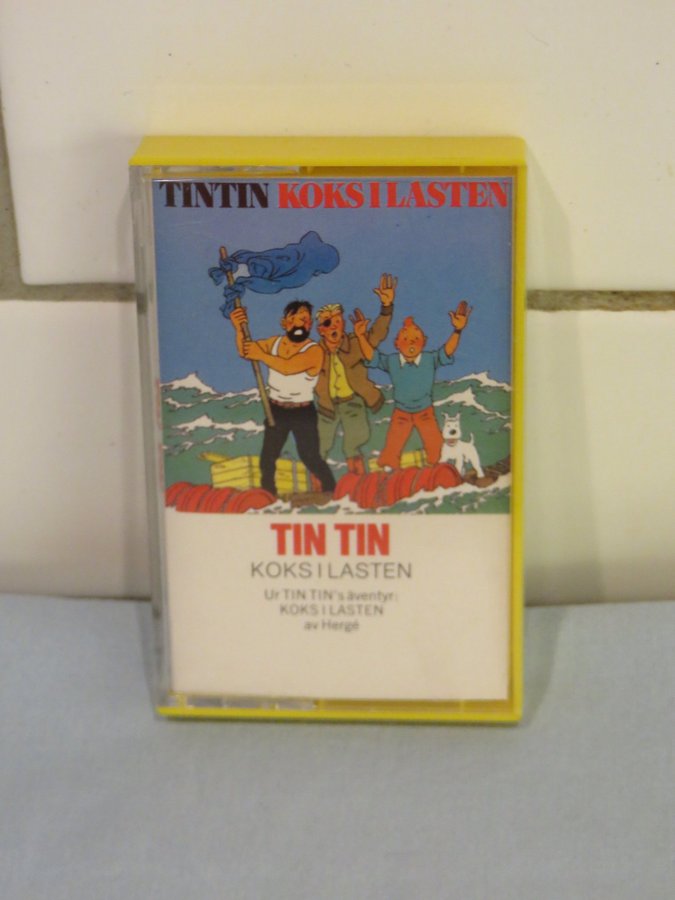 TINTIN KOKS I LASTEN
TIN TIN
KOKS I LASTEN
Ur TIN TIN's äventyr:
KOKS I LASTEN
av Hergé